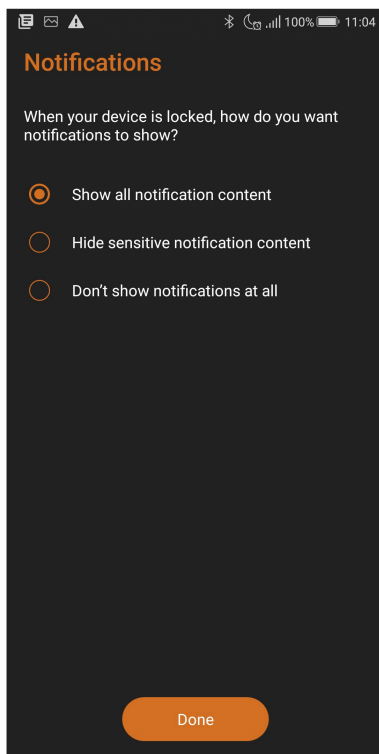 100% 11:04
Notifications
When your device is locked, how do you want
notifications to show?
Show all notification content
Hide sensitive notification content
Don't show notifications at all
Done